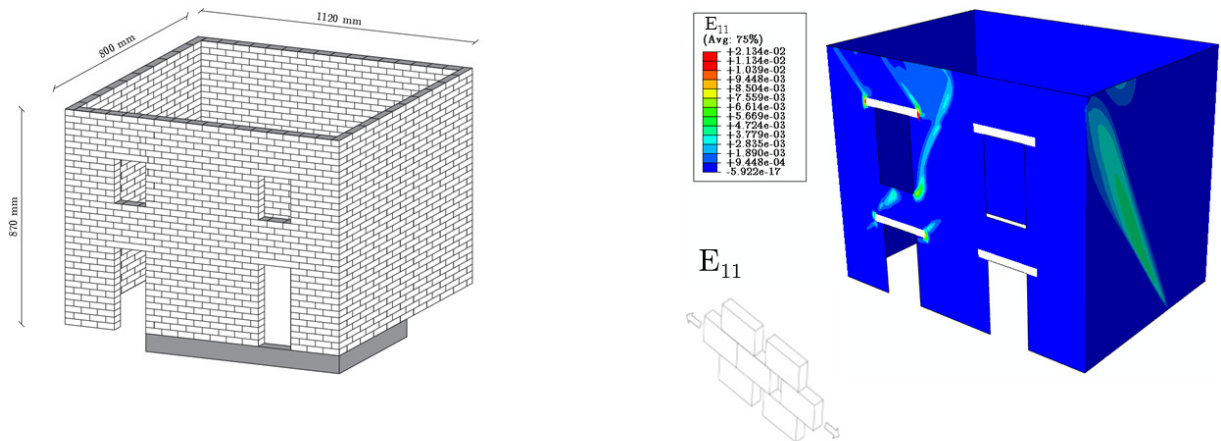 800 mm
1120 mm
870 mm
E11
(Avg: 75%)
+2.134e-02
+1.134e-02
+1.039e-02
+9.448e-03
+8.504e-03
+7.559e-03
+6.614e-03
+5.669e-03
+4.724e-03
+3.779e-03
+2.835e-03
+1.890e-03
+9.448e-04
-5.922e-17
E11